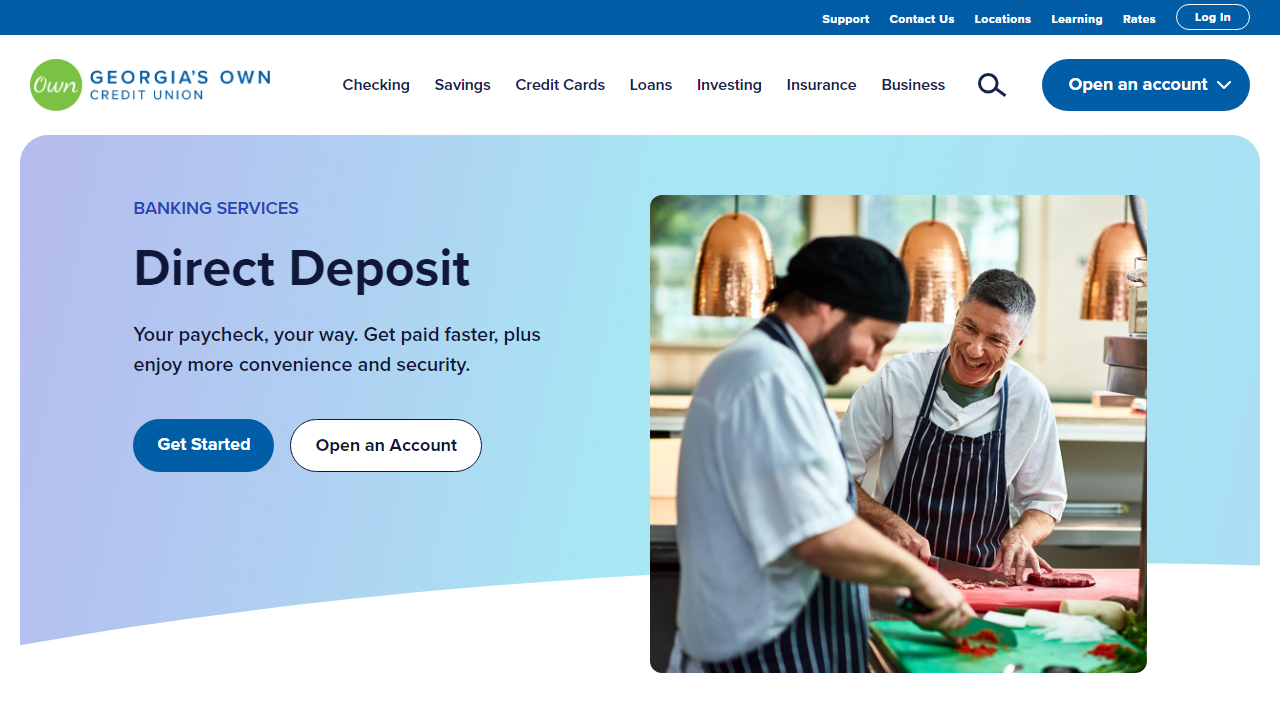 Support Contact Us Locations Learning Rates Log In
Own GEORGIA'S OWN
CREDIT UNION
Checking Savings Credit Cards Loans Investing Insurance Business Open an account
BANKING SERVICES
Direct Deposit
Your paycheck, your way. Get paid faster, plus
enjoy more convenience and security.
Get Started Open an Account